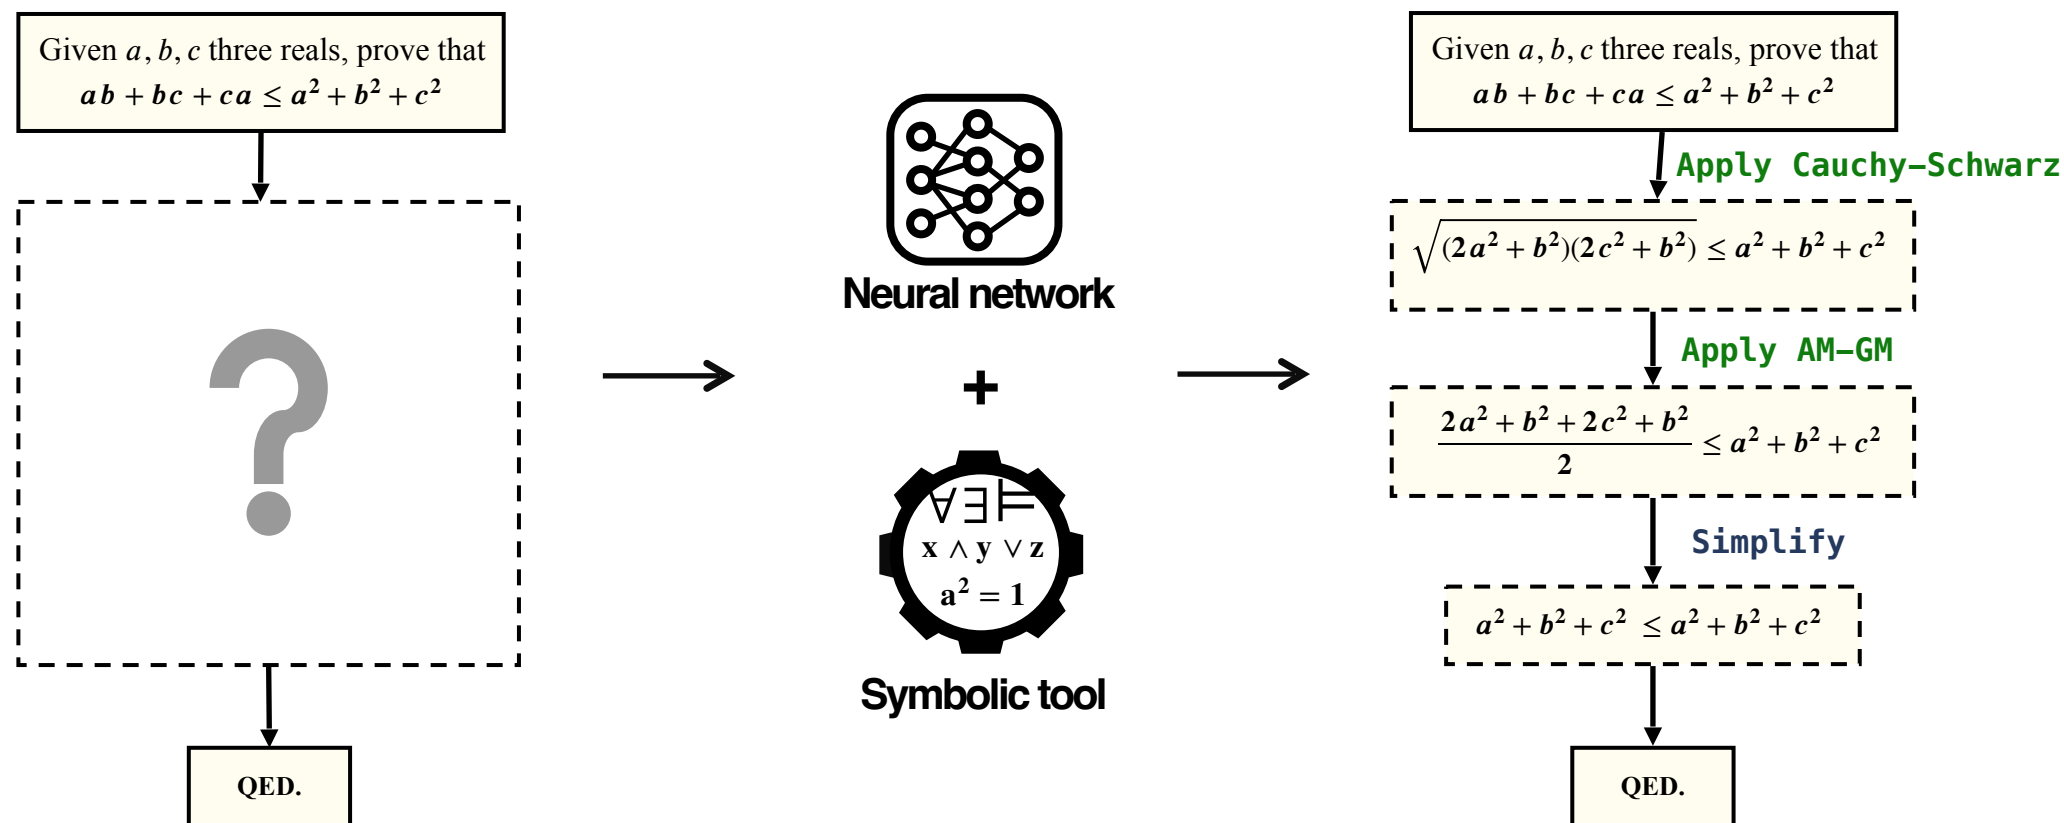 Given a, b, c three reals, prove that
ab + bc + ca ≤ a² + b² + c²
?
QED.
Neural network
+
∀∃⊨
x ∧ y ∨ z
a² = 1
Symbolic tool
Given a, b, c three reals, prove that
ab + bc + ca ≤ a² + b² + c²
Apply Cauchy–Schwarz
√(2a² + b²)(2c² + b²) ≤ a² + b² + c²
Apply AM–GM
2a² + b² + 2c² + b²
2
≤ a² + b² + c²
Simplify
a² + b² + c² ≤ a² + b² + c²
QED.